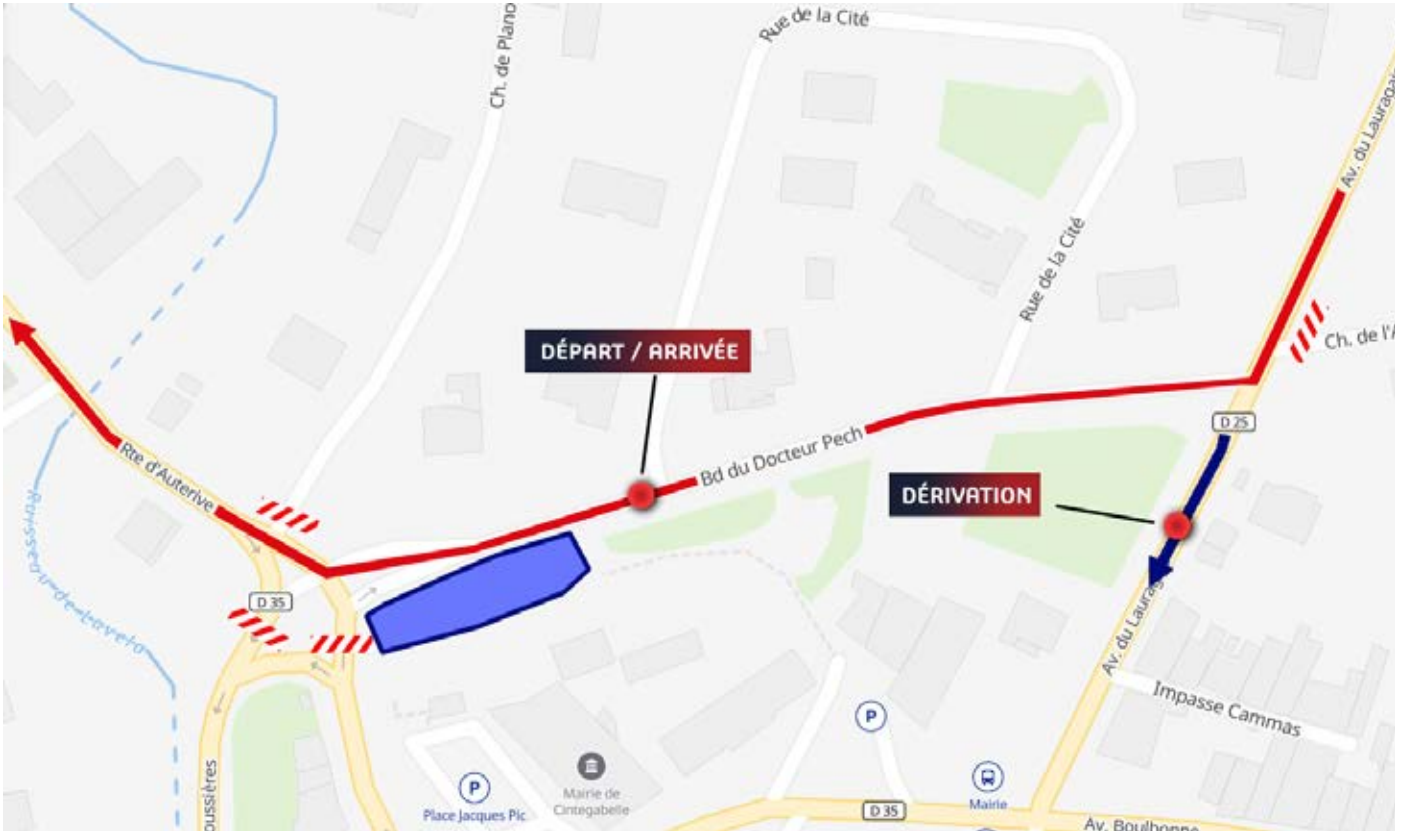 Rue de la Cité
Ch. de Plano
Av. du Lauragais
Rue de la Cité
Ch. de l'A
DÉPART / ARRIVÉE
D 25
Rte d'Auterive
Bd du Docteur Pech
DÉRIVATION
D 35
Av. du Laurag
Impasse Cammas
P
P
Mairie de
Cintegabelle
Place Jacques Pic
Mairie
D 35
oussières
Av. Boulbonne